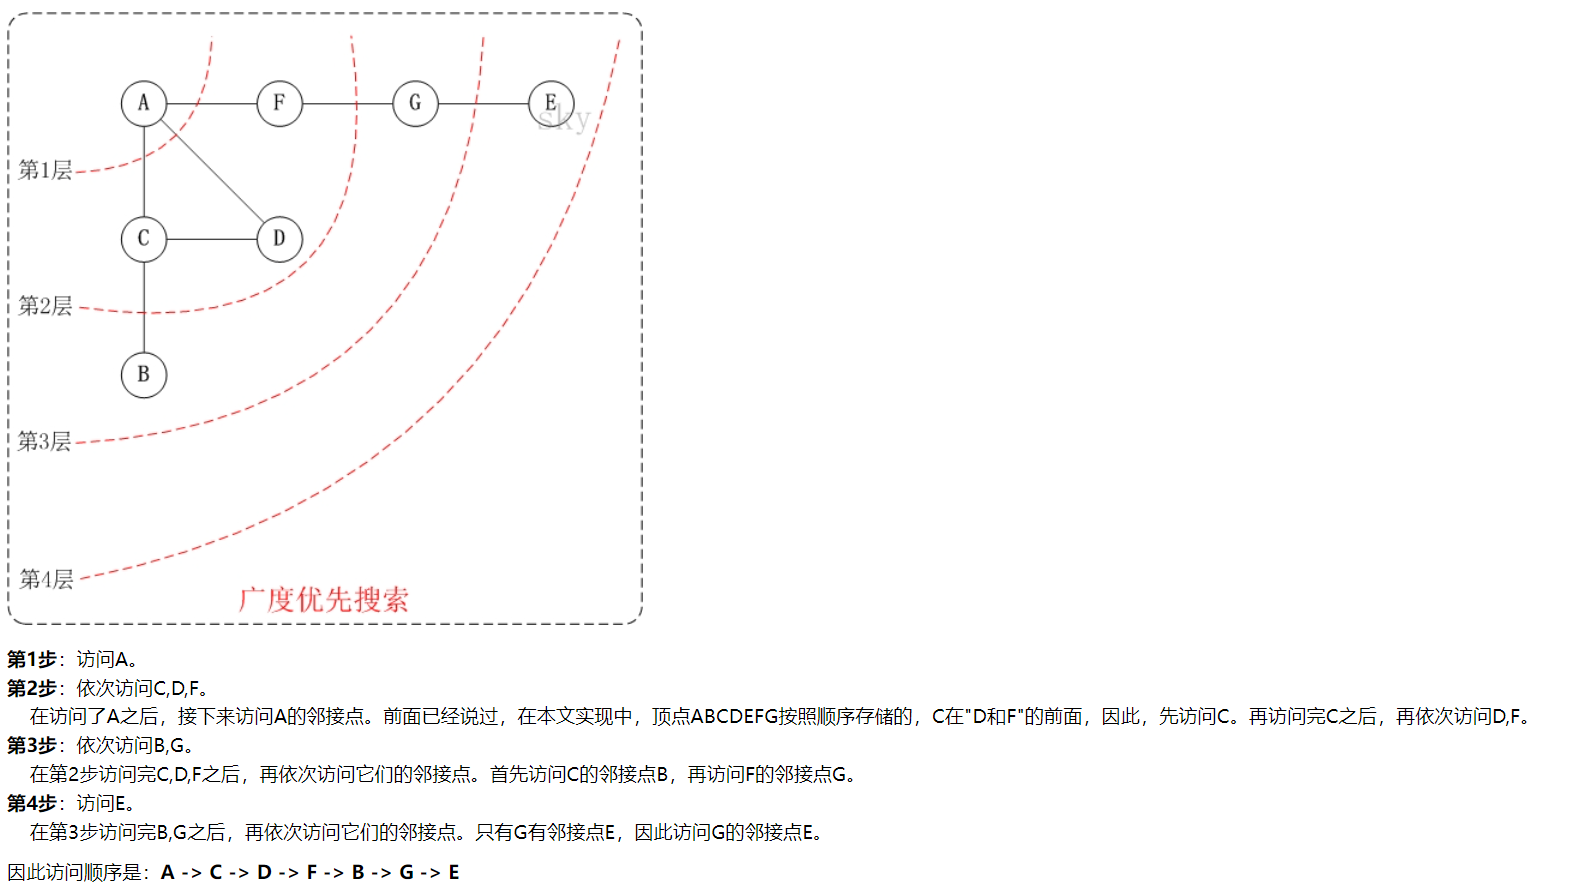 A F G E
sky
第1层
C D
第2层
B
第3层
第4层
广度优先搜索
第1步：访问A。
第2步：依次访问C,D,F。
在访问了A之后，接下来访问A的邻接点。前面已经说过，在本文实现中，顶点ABCDEFG按照顺序存储的，C在"D和F"的前面，因此，先访问C。再访问完C之后，再依次访问D,F。
第3步：依次访问B,G。
在第2步访问完C,D,F之后，再依次访问它们的邻接点。首先访问C的邻接点B，再访问F的邻接点G。
第4步：访问E。
在第3步访问完B,G之后，再依次访问它们的邻接点。只有G有邻接点E，因此访问G的邻接点E。
因此访问顺序是：A -> C -> D -> F -> B -> G -> E